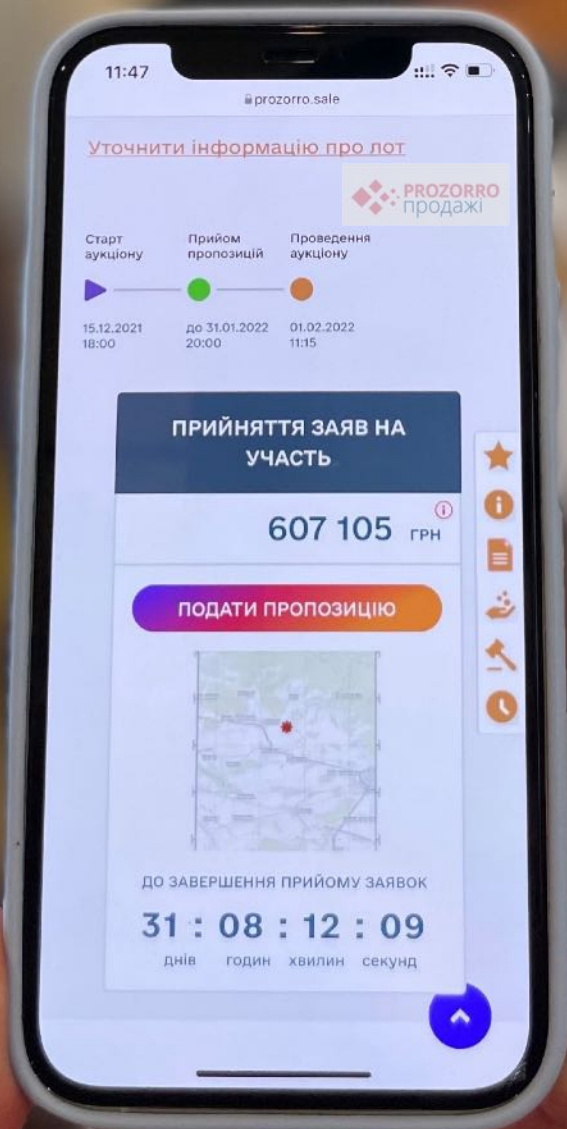 11:47
prozorro.sale
Уточнити інформацію про лот
PROZORRO
продажі
Старт
аукціону
Прийом
пропозицій
Проведення
аукціону
15.12.2021
18:00
до 31.01.2022
20:00
01.02.2022
11:15
ПРИЙНЯТТЯ ЗАЯВ НА
УЧАСТЬ
607 105 ГРН
ПОДАТИ ПРОПОЗИЦІЮ
ДО ЗАВЕРШЕННЯ ПРИЙОМУ ЗАЯВОК
31 : 08 : 12 : 09
днів годин хвилин секунд